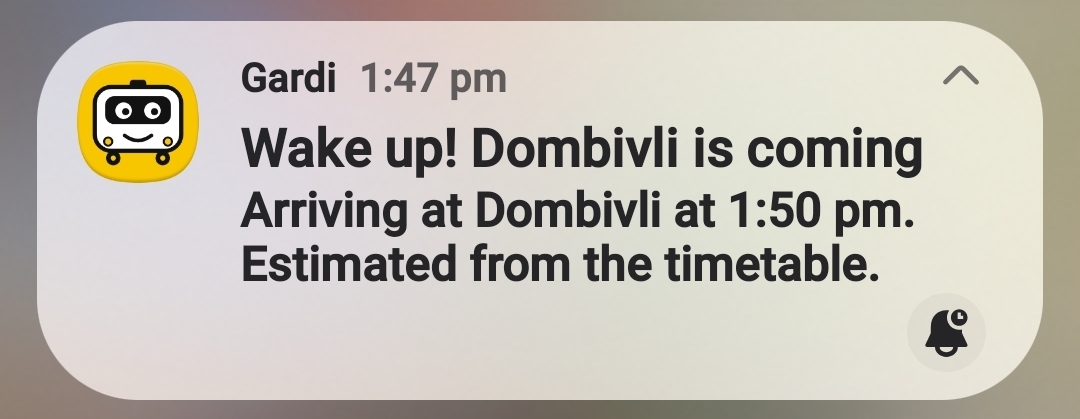 Gardi 1:47 pm
Wake up! Dombivli is coming
Arriving at Dombivli at 1:50 pm.
Estimated from the timetable.